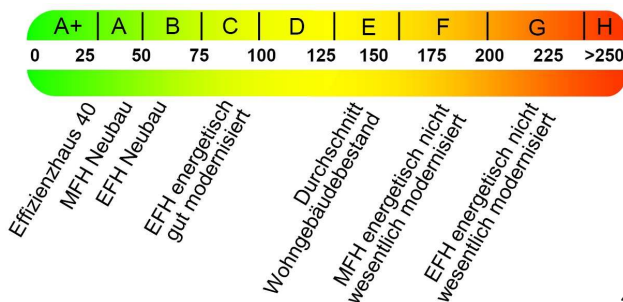 A+ A B C D E F G H
0 25 50 75 100 125 150 175 200 225 >250
Effizienzhaus 40
MFH Neubau
EFH Neubau
EFH energetisch
gut modernisiert
Durchschnitt
Wohngebäudebestand
MFH energetisch nicht
wesentlich modernisiert
EFH energetisch nicht
wesentlich modernisiert